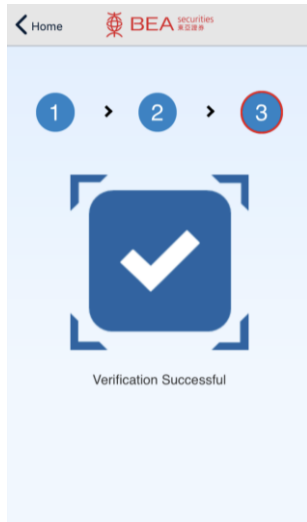 Home
BEA securities
東亞證券
1 2 3
Verification Successful